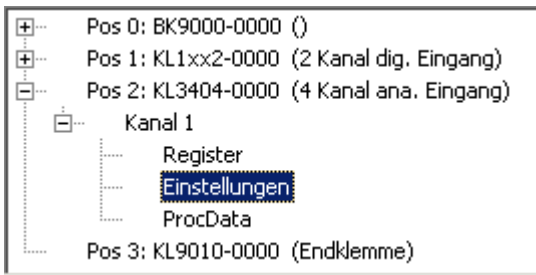 Pos 0: BK9000-0000 ()
Pos 1: KL1xx2-0000 (2 Kanal dig. Eingang)
Pos 2: KL3404-0000 (4 Kanal ana. Eingang)
Kanal 1
Register
Einstellungen
ProcData
Pos 3: KL9010-0000 (Endklemme)